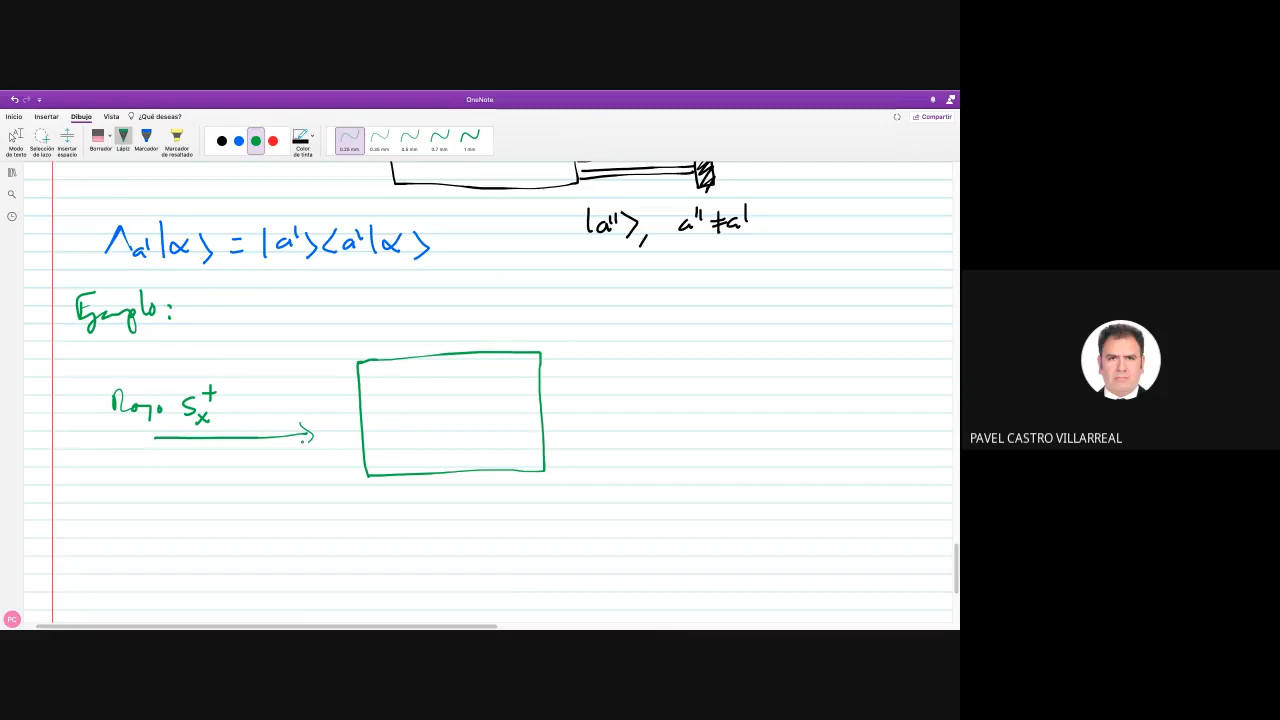 OneNote
Inicio Insertar Dibujo Vista ¿Qué deseas? Compartir
Modo de texto
Selección de lazo
Insertar espacio
Borrador
Lápiz
Marcador
Marcador de resaltado
Color de tinta
0.25 mm
0.35 mm
0.5 mm
0.7 mm
1 mm
|a''⟩, a'' ≠ a'
Λa'|α⟩ = |a'⟩⟨a'|α⟩
Ejemplo:
Rayo Sx+
PC
PAVEL CASTRO VILLARREAL